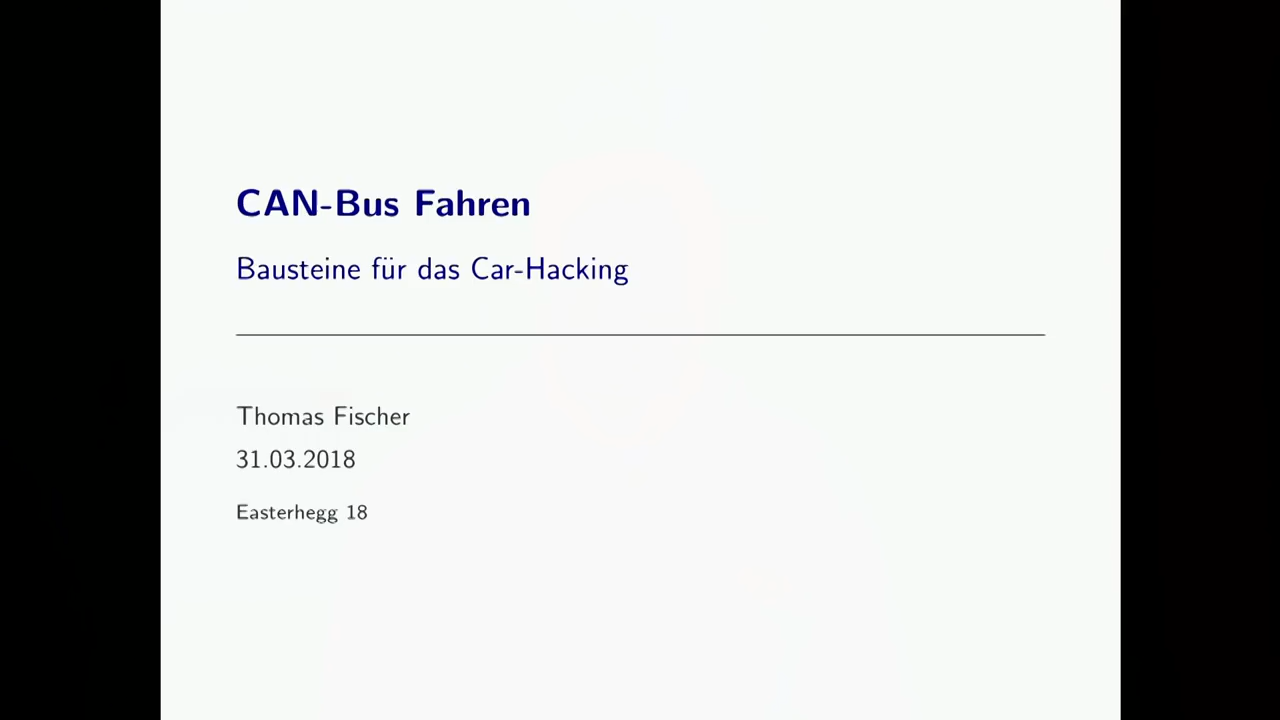 CAN-Bus Fahren
Bausteine für das Car-Hacking
Thomas Fischer
31.03.2018
Easterhegg 18